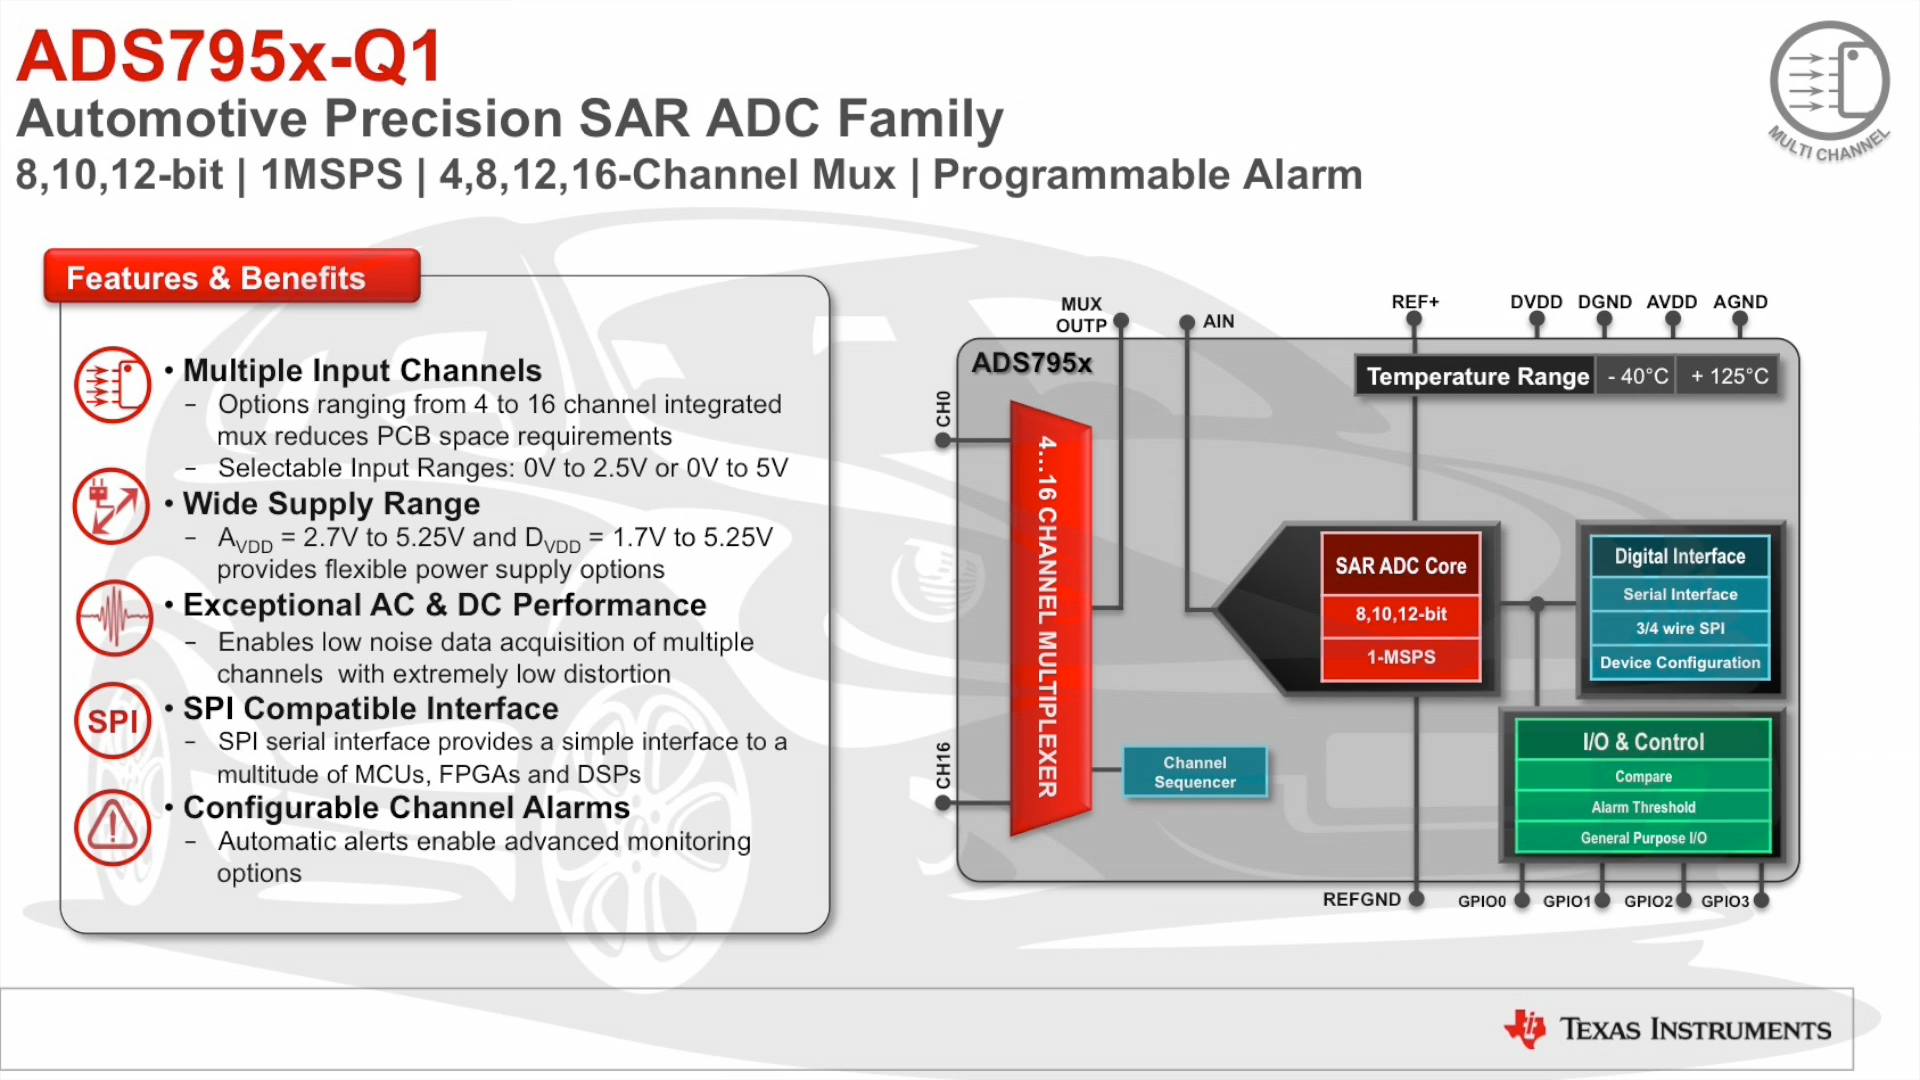 ADS795x-Q1
Automotive Precision SAR ADC Family
8,10,12-bit | 1MSPS | 4,8,12,16-Channel Mux | Programmable Alarm
MULTI CHANNEL
Features & Benefits
• Multiple Input Channels
– Options ranging from 4 to 16 channel integrated
mux reduces PCB space requirements
– Selectable Input Ranges: 0V to 2.5V or 0V to 5V
• Wide Supply Range
– AVDD = 2.7V to 5.25V and DVDD = 1.7V to 5.25V
provides flexible power supply options
• Exceptional AC & DC Performance
– Enables low noise data acquisition of multiple
channels with extremely low distortion
SPI
• SPI Compatible Interface
– SPI serial interface provides a simple interface to a
multitude of MCUs, FPGAs and DSPs
• Configurable Channel Alarms
– Automatic alerts enable advanced monitoring
options
MUX
OUTP
AIN
REF+
DVDD
DGND
AVDD
AGND
ADS795x
Temperature Range
- 40°C
+ 125°C
CH0
4...16 CHANNEL MULTIPLEXER
CH16
Channel
Sequencer
SAR ADC Core
8,10,12-bit
1-MSPS
Digital Interface
Serial Interface
3/4 wire SPI
Device Configuration
I/O & Control
Compare
Alarm Threshold
General Purpose I/O
REFGND
GPIO0
GPIO1
GPIO2
GPIO3
TEXAS INSTRUMENTS